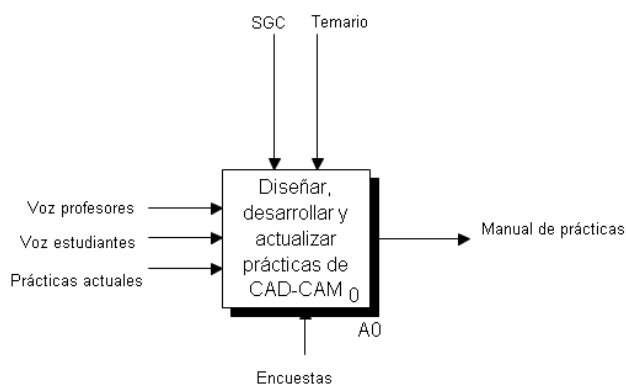 SGC
Temario
Diseñar,
desarrollar y
actualizar
prácticas de
CAD-CAM 0
Voz profesores
Voz estudiantes
Prácticas actuales
Manual de prácticas
A0
Encuestas